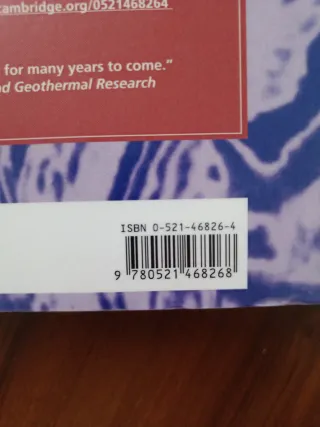 cambridge.org/0521468264
for many years to come.”
nd Geothermal Research
ISBN 0-521-46826-4
9 780521 468268